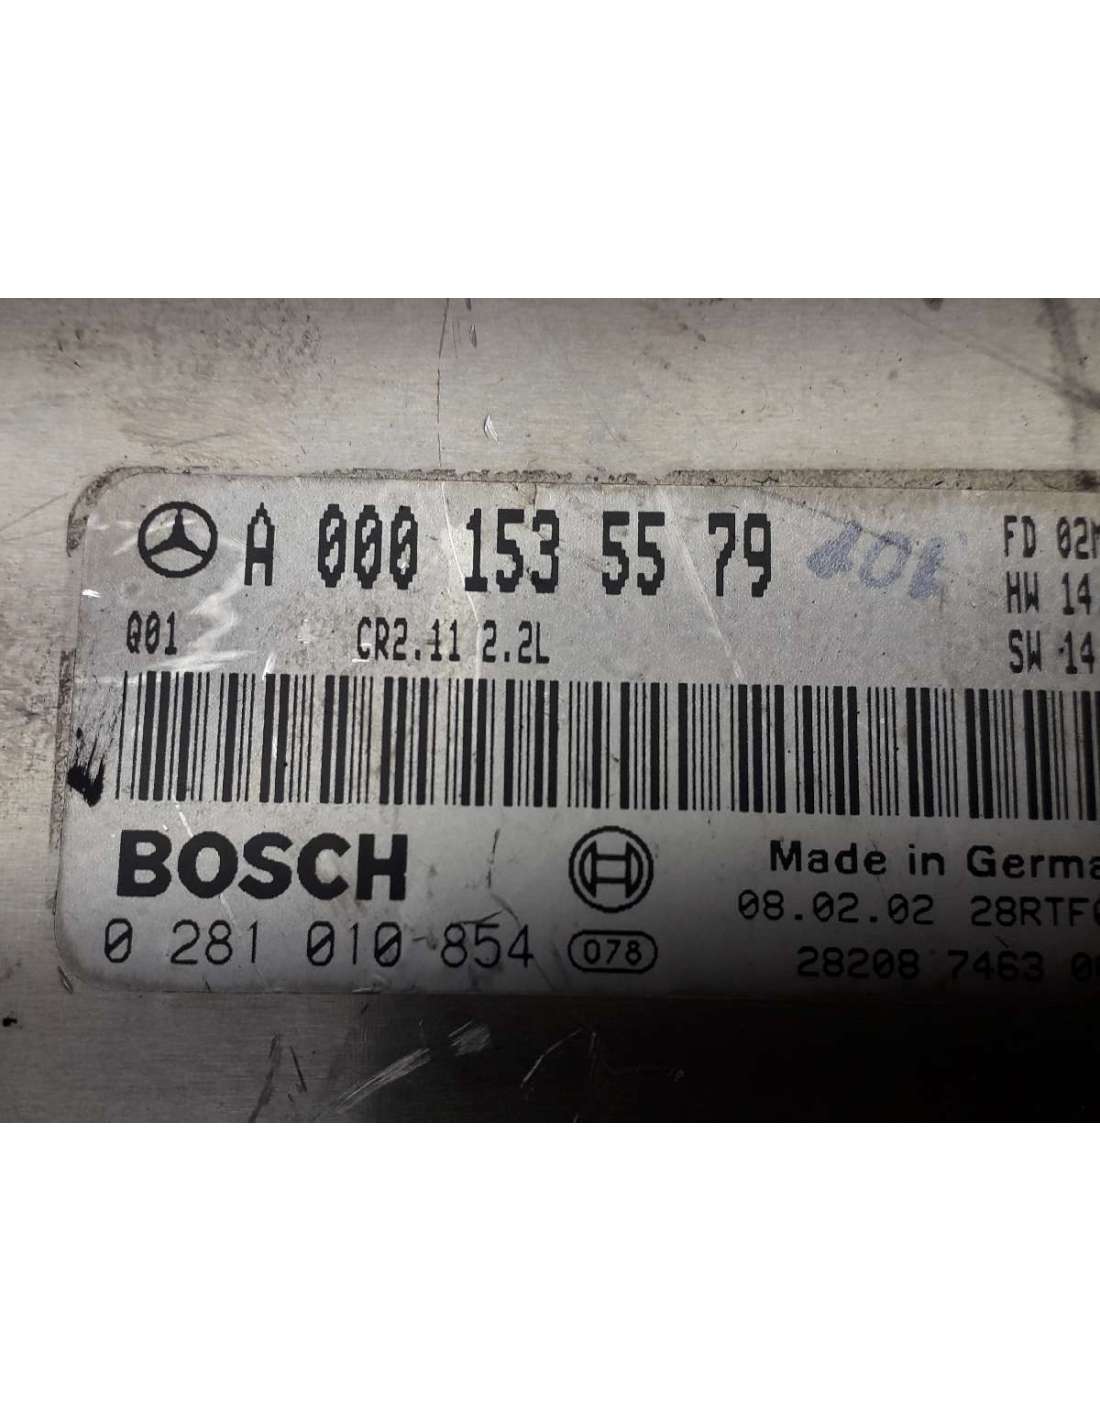 A 000 153 55 79
FD 02M
HW 14
SW 14
Q01 CR2.11 2.2L
BOSCH
Made in Germa
08.02.02 28RTF
0 281 010 854 078
28208 7463 0